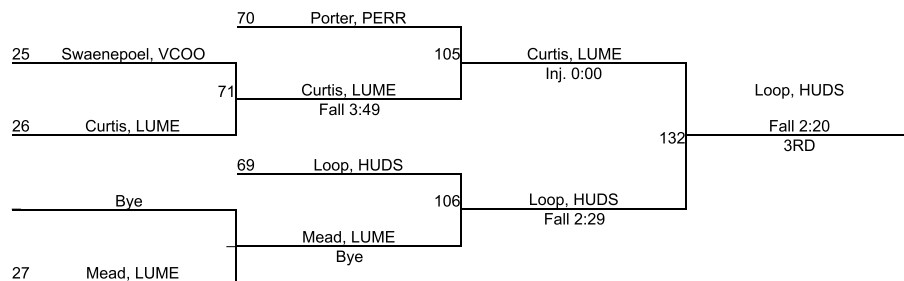 70 Porter, PERR
25 Swaenepoel, VCOO
105 Curtis, LUME
Inj. 0:00
71 Curtis, LUME
Fall 3:49
Loop, HUDS
26 Curtis, LUME
132 Fall 2:20
3RD
69 Loop, HUDS
Bye
106 Loop, HUDS
Fall 2:29
Mead, LUME
Bye
27 Mead, LUME